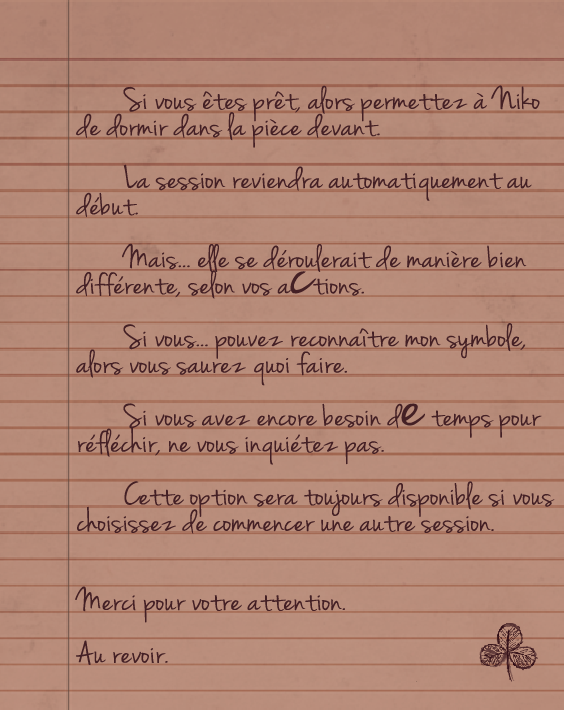 Si vous êtes prêt, alors permettez à Niko
de dormir dans la pièce devant.
La session reviendra automatiquement au
début.
Mais... elle se déroulerait de manière bien
différente, selon vos aCtions.
Si vous... pouvez reconnaître mon symbole,
alors vous saurez quoi faire.
Si vous avez encore besoin de temps pour
réfléchir, ne vous inquiétez pas.
Cette option sera toujours disponible si vous
choisissez de commencer une autre session.
Merci pour votre attention.
Au revoir.